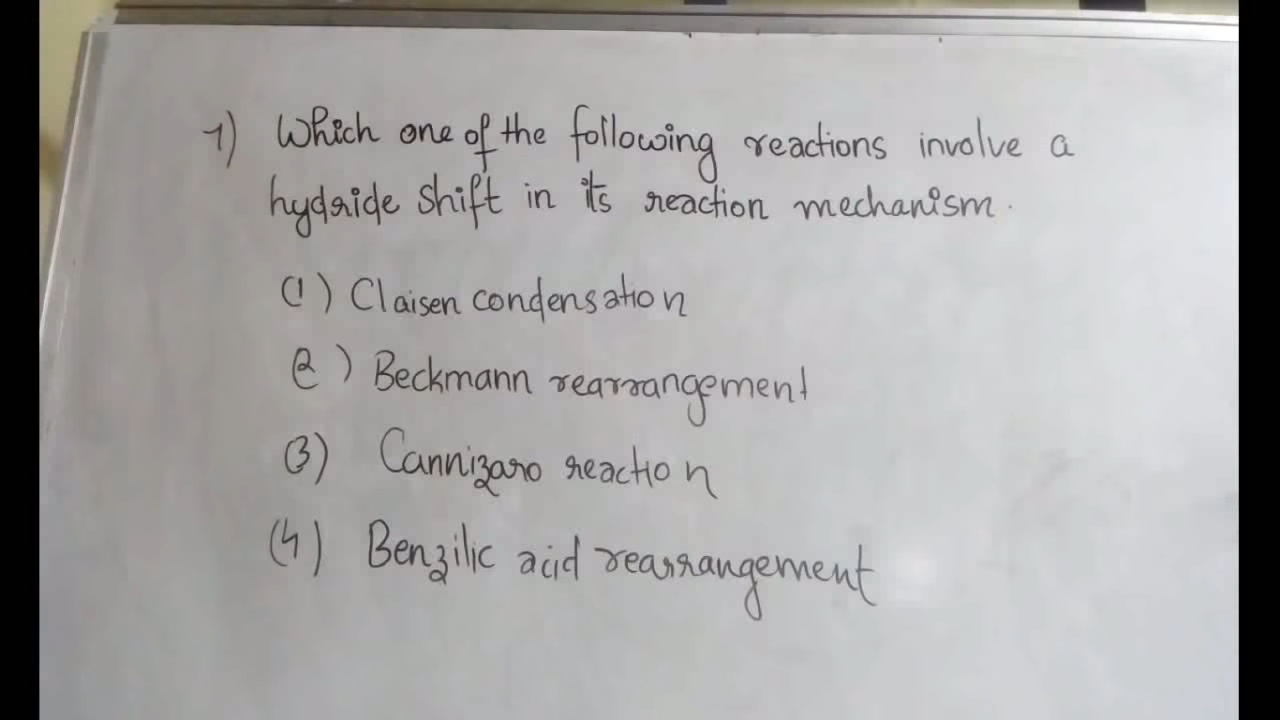 1) Which one of the following reactions involve a
hydride shift in its reaction mechanism.
(1) Claisen condensation
(2) Beckmann rearrangement
(3) Cannizaro reaction
(4) Benzilic acid rearrangement